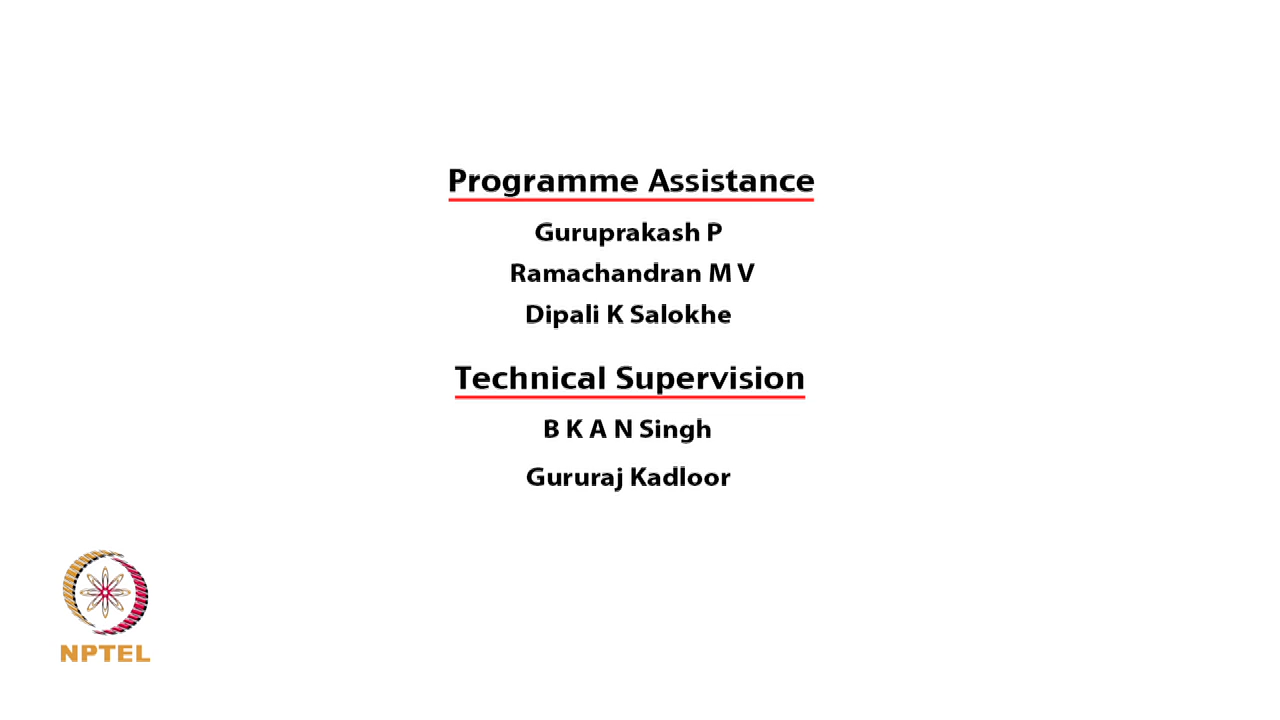 Programme Assistance
Guruprakash P
Ramachandran M V
Dipali K Salokhe
Technical Supervision
B K A N Singh
Gururaj Kadloor
NPTEL